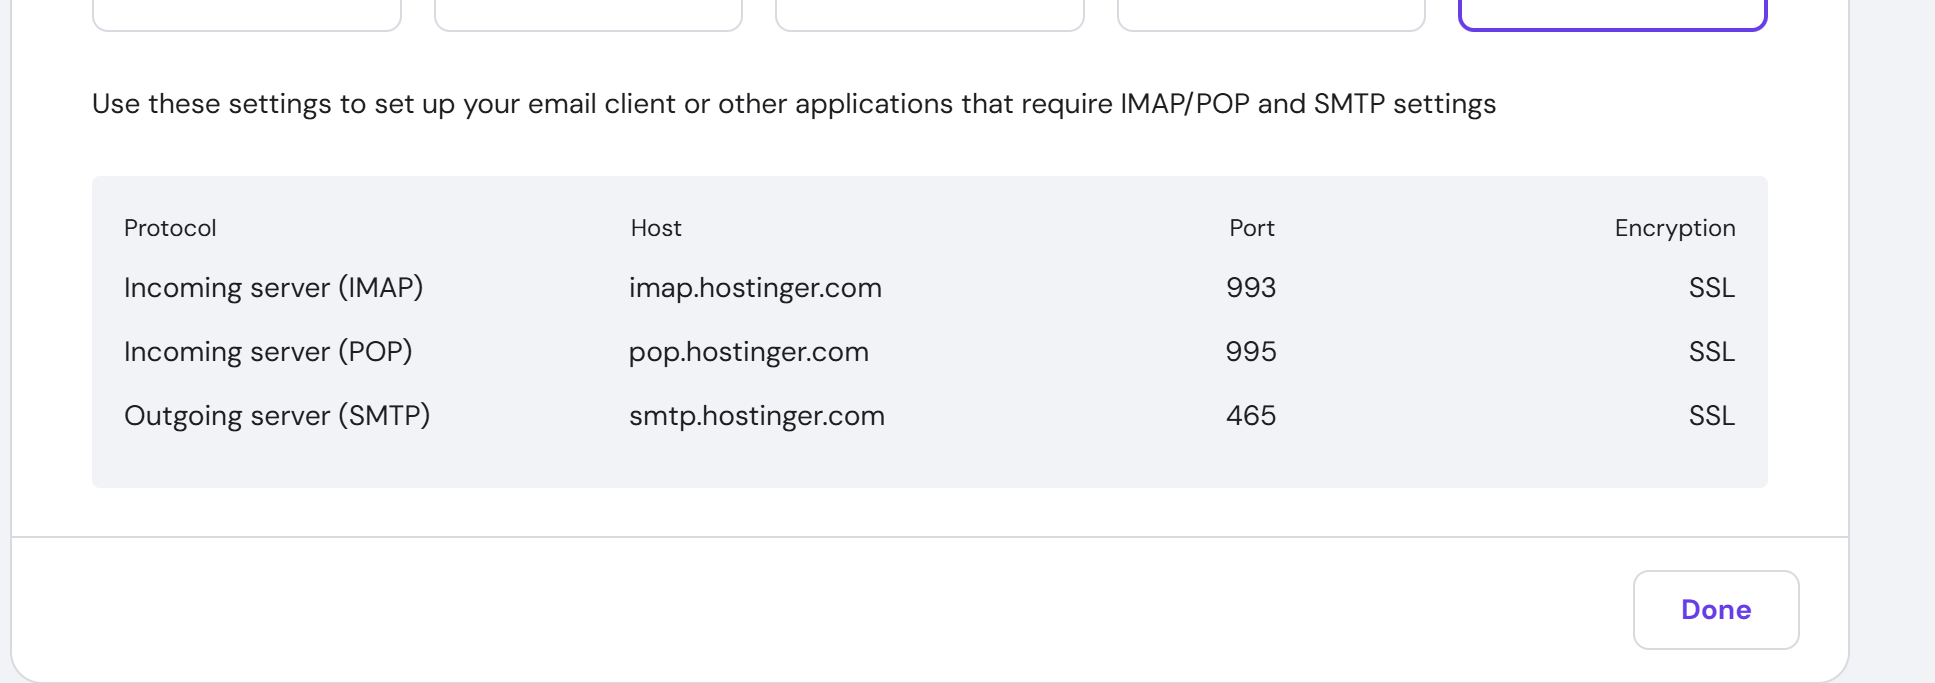 Use these settings to set up your email client or other applications that require IMAP/POP and SMTP settings
Protocol Host Port Encryption
Incoming server (IMAP) imap.hostinger.com 993 SSL
Incoming server (POP) pop.hostinger.com 995 SSL
Outgoing server (SMTP) smtp.hostinger.com 465 SSL
Done